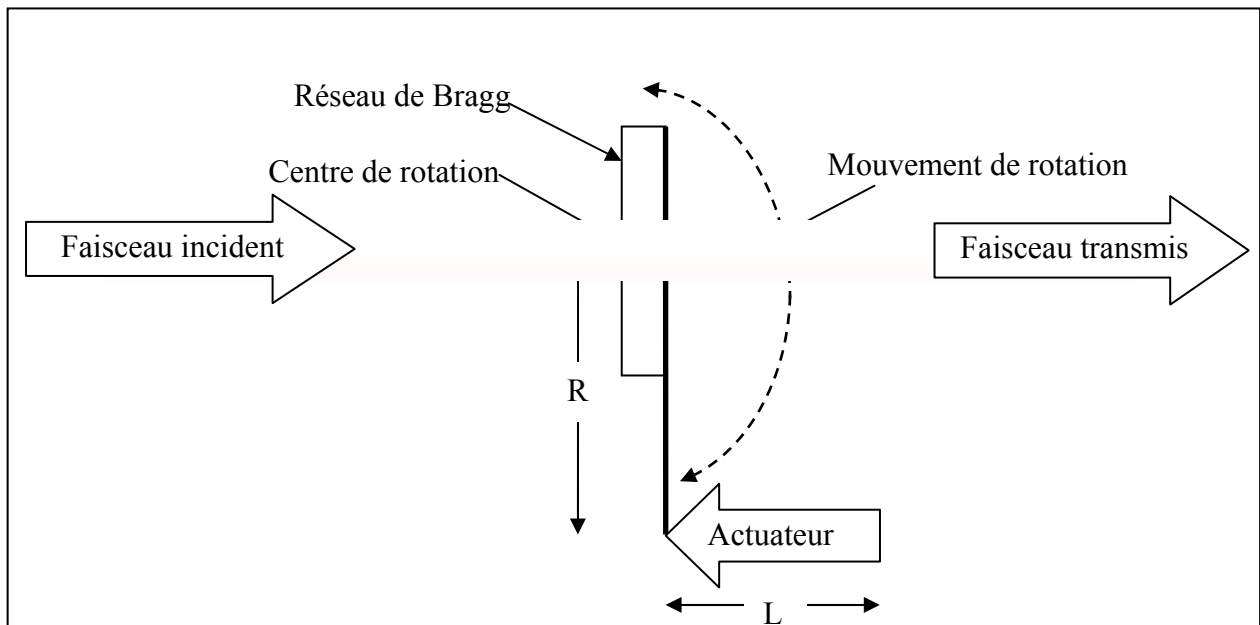 Réseau de Bragg
Centre de rotation
Mouvement de rotation
Faisceau incident
Faisceau transmis
R
Actuateur
L